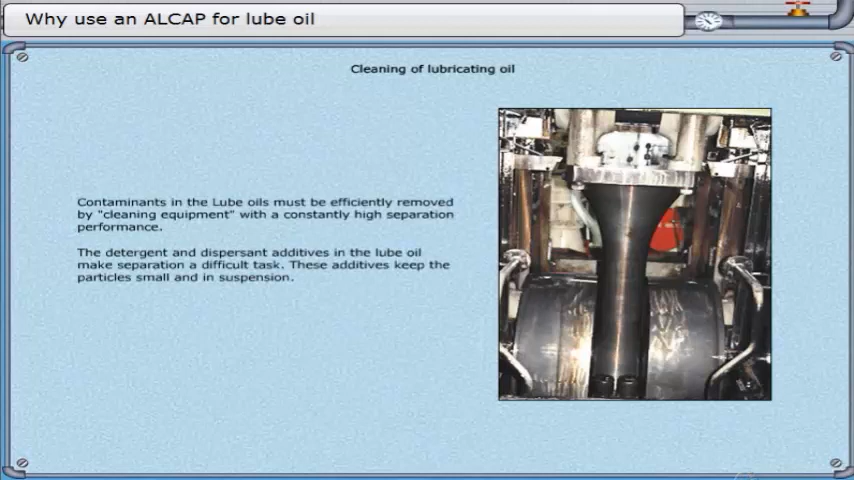 Why use an ALCAP for lube oil
Cleaning of lubricating oil
Contaminants in the Lube oils must be efficiently removed
by "cleaning equipment" with a constantly high separation
performance.
The detergent and dispersant additives in the lube oil
make separation a difficult task. These additives keep the
particles small and in suspension.